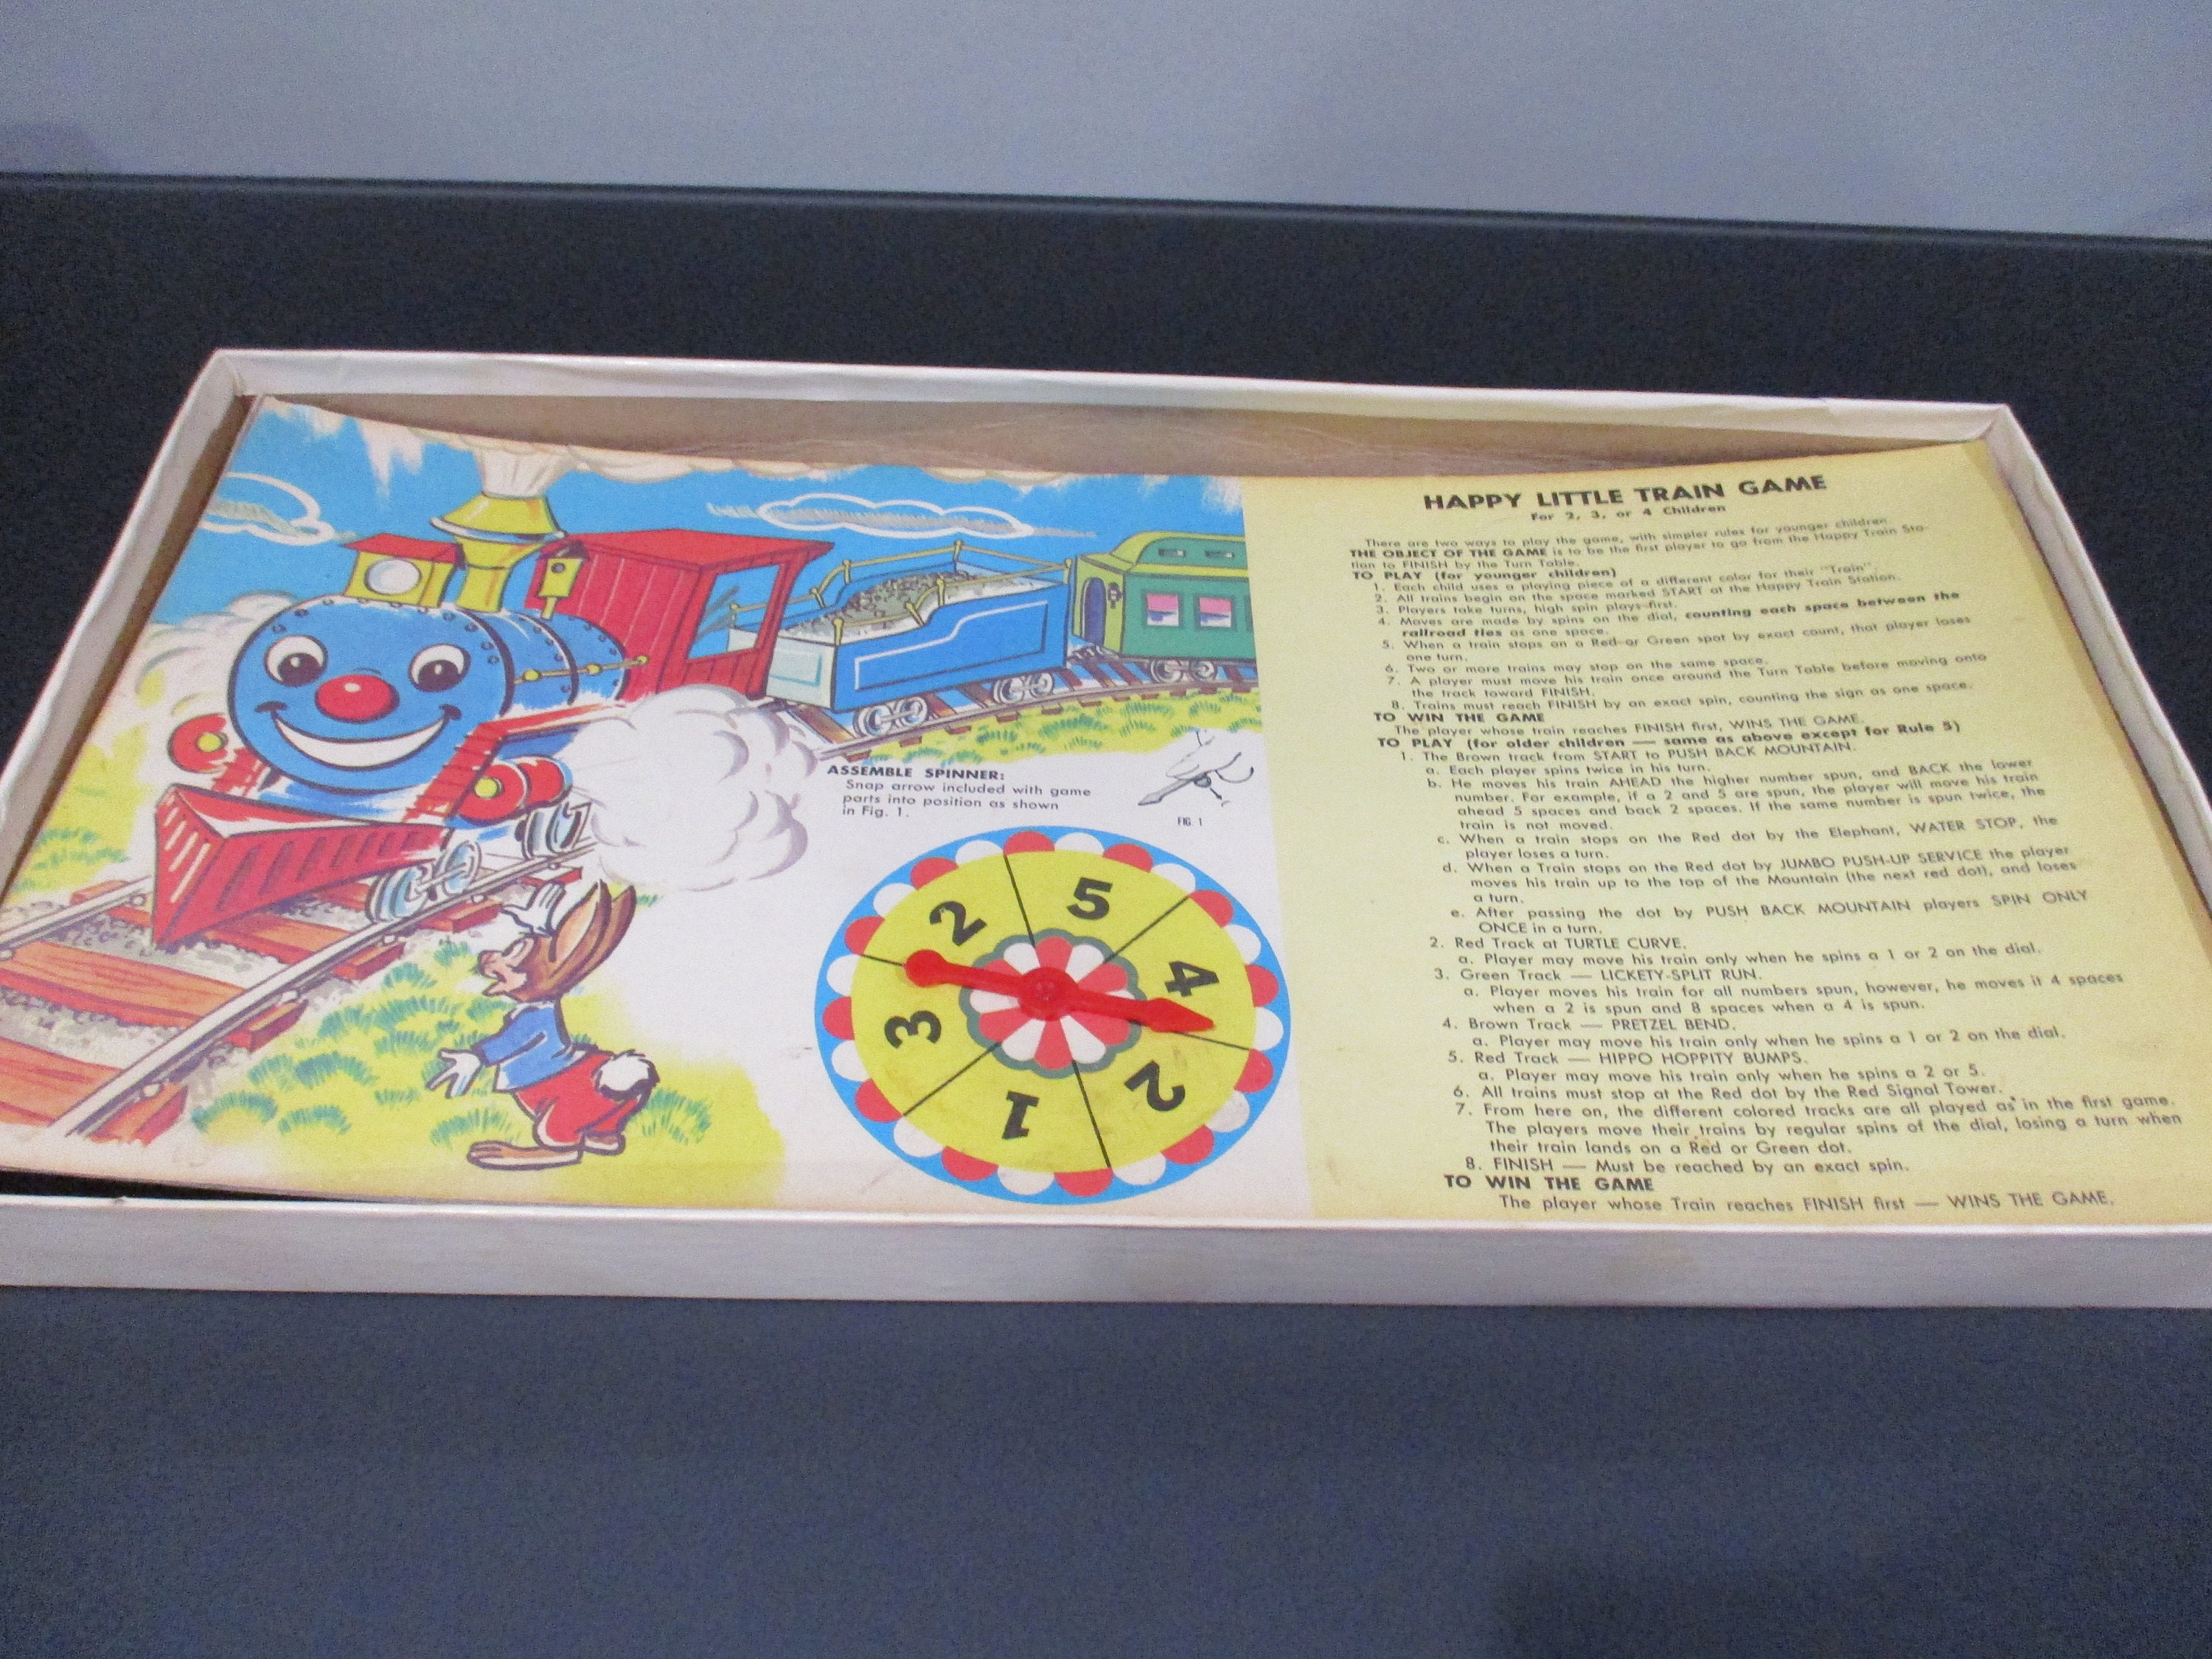 ASSEMBLE SPINNER:
Snap arrow included with game
parts into position as shown
in Fig. 1.
FIG. 1
5
4
2
1
3
2
HAPPY LITTLE TRAIN GAME
For 2, 3, or 4 Children
There are two ways to play the game, with simpler rules for younger children.
THE OBJECT OF THE GAME is to be the first player to go from the Happy Train Sta-
tion to FINISH by the Turn Table.
TO PLAY (for younger children)
1. Each child uses a playing piece of a different color for their "Train".
2. All trains begin on the space marked START at the Happy Train Station.
3. Players take turns, high spin plays first.
4. Moves are made by spins on the dial, counting each space between the
railroad ties as one space.
5. When a train stops on a Red or Green spot by exact count, that player loses
one turn.
6. Two or more trains may stop on the same space.
7. A player must move his train once around the Turn Table before moving onto
the track toward FINISH.
8. Trains must reach FINISH by an exact spin, counting the sign as one space.
TO WIN THE GAME
The player whose train reaches FINISH first, WINS THE GAME.
TO PLAY (for older children — same as above except for Rule 5)
1. The Brown track from START to PUSH BACK MOUNTAIN.
a. Each player spins twice in his turn.
b. He moves his train AHEAD the higher number spun, and BACK the lower
number. For example, if a 2 and 5 are spun, the player will move his train
ahead 5 spaces and back 2 spaces. If the same number is spun twice, the
train is not moved.
c. When a train stops on the Red dot by the Elephant, WATER STOP, the
player loses a turn.
d. When a Train stops on the Red dot by JUMBO PUSH-UP SERVICE the player
moves his train up to the top of the Mountain (the next red dot), and loses
a turn.
e. After passing the dot by PUSH BACK MOUNTAIN players SPIN ONLY
ONCE in a turn.
2. Red Track at TURTLE CURVE.
a. Player may move his train only when he spins a 1 or 2 on the dial.
3. Green Track — LICKETY-SPLIT RUN.
a. Player moves his train for all numbers spun, however, he moves it 4 spaces
when a 2 is spun and 8 spaces when a 4 is spun.
4. Brown Track — PRETZEL BEND.
a. Player may move his train only when he spins a 1 or 2 on the dial.
5. Red Track — HIPPO HOPPITY BUMPS.
a. Player may move his train only when he spins a 2 or 5.
6. All trains must stop at the Red dot by the Red Signal Tower.
7. From here on, the different colored tracks are all played as in the first game.
The players move their trains by regular spins of the dial, losing a turn when
their train lands on a Red or Green dot.
8. FINISH — Must be reached by an exact spin.
TO WIN THE GAME
The player whose Train reaches FINISH first — WINS THE GAME.